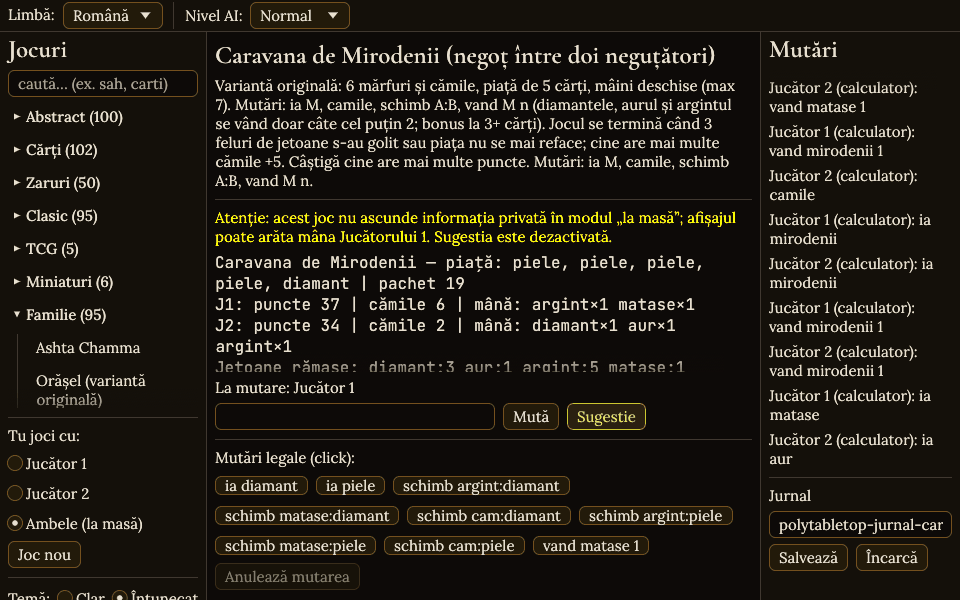 Limbă: Română ▼ Nivel AI: Normal ▼
Jocuri
caută... (ex. sah, carti)
▸ Abstract (100)
▸ Cărți (102)
▸ Zaruri (50)
▸ Clasic (95)
▸ TCG (5)
▸ Miniaturi (6)
▾ Familie (95)
Ashta Chamma
Orășel (variantă
originală)
Tu joci cu:
Jucător 1
Jucător 2
Ambele (la masă)
Joc nou
Temă: Clar Întunecat
Caravana de Mirodenii (negoț între doi neguțători)
Variantă originală: 6 mărfuri și cămile, piață de 5 cărți, mâini deschise (max
7). Mutări: ia M, camile, schimb A:B, vand M n (diamantele, aurul și argintul
se vând doar câte cel puțin 2; bonus la 3+ cărți). Jocul se termină când 3
feluri de jetoane s-au golit sau piața nu se mai reface; cine are mai multe
cămile +5. Câștigă cine are mai multe puncte. Mutări: ia M, camile, schimb
A:B, vand M n.
Atenție: acest joc nu ascunde informația privată în modul „la masă”; afișajul
poate arăta mâna Jucătorului 1. Sugestia este dezactivată.
Caravana de Mirodenii — piață: piele, piele, piele,
piele, diamant | pachet 19
J1: puncte 37 | cămile 6 | mână: argint×1 matase×1
J2: puncte 34 | cămile 2 | mână: diamant×1 aur×1
argint×1
Jetoane rămase: diamant:3 aur:1 argint:5 matase:1
La mutare: Jucător 1
Mută Sugestie
Mutări legale (click):
ia diamant ia piele schimb argint:diamant
schimb matase:diamant schimb cam:diamant schimb argint:piele
schimb matase:piele schimb cam:piele vand matase 1
Anulează mutarea
Mutări
Jucător 2 (calculator):
vand matase 1
Jucător 1 (calculator):
vand mirodenii 1
Jucător 2 (calculator):
camile
Jucător 1 (calculator): ia
mirodenii
Jucător 2 (calculator): ia
mirodenii
Jucător 1 (calculator):
vand mirodenii 1
Jucător 2 (calculator):
vand mirodenii 1
Jucător 1 (calculator): ia
matase
Jucător 2 (calculator): ia
aur
Jurnal
polytabletop-jurnal-car
Salvează Încarcă